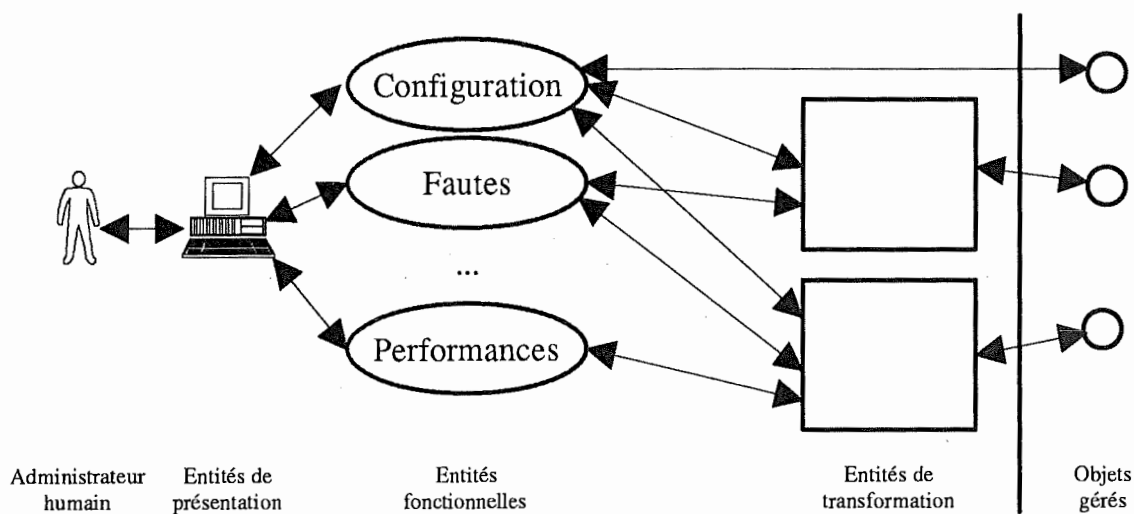 Configuration
Fautes
...
Performances
Administrateur
humain
Entités de
présentation
Entités
fonctionnelles
Entités de
transformation
Objets
gérés